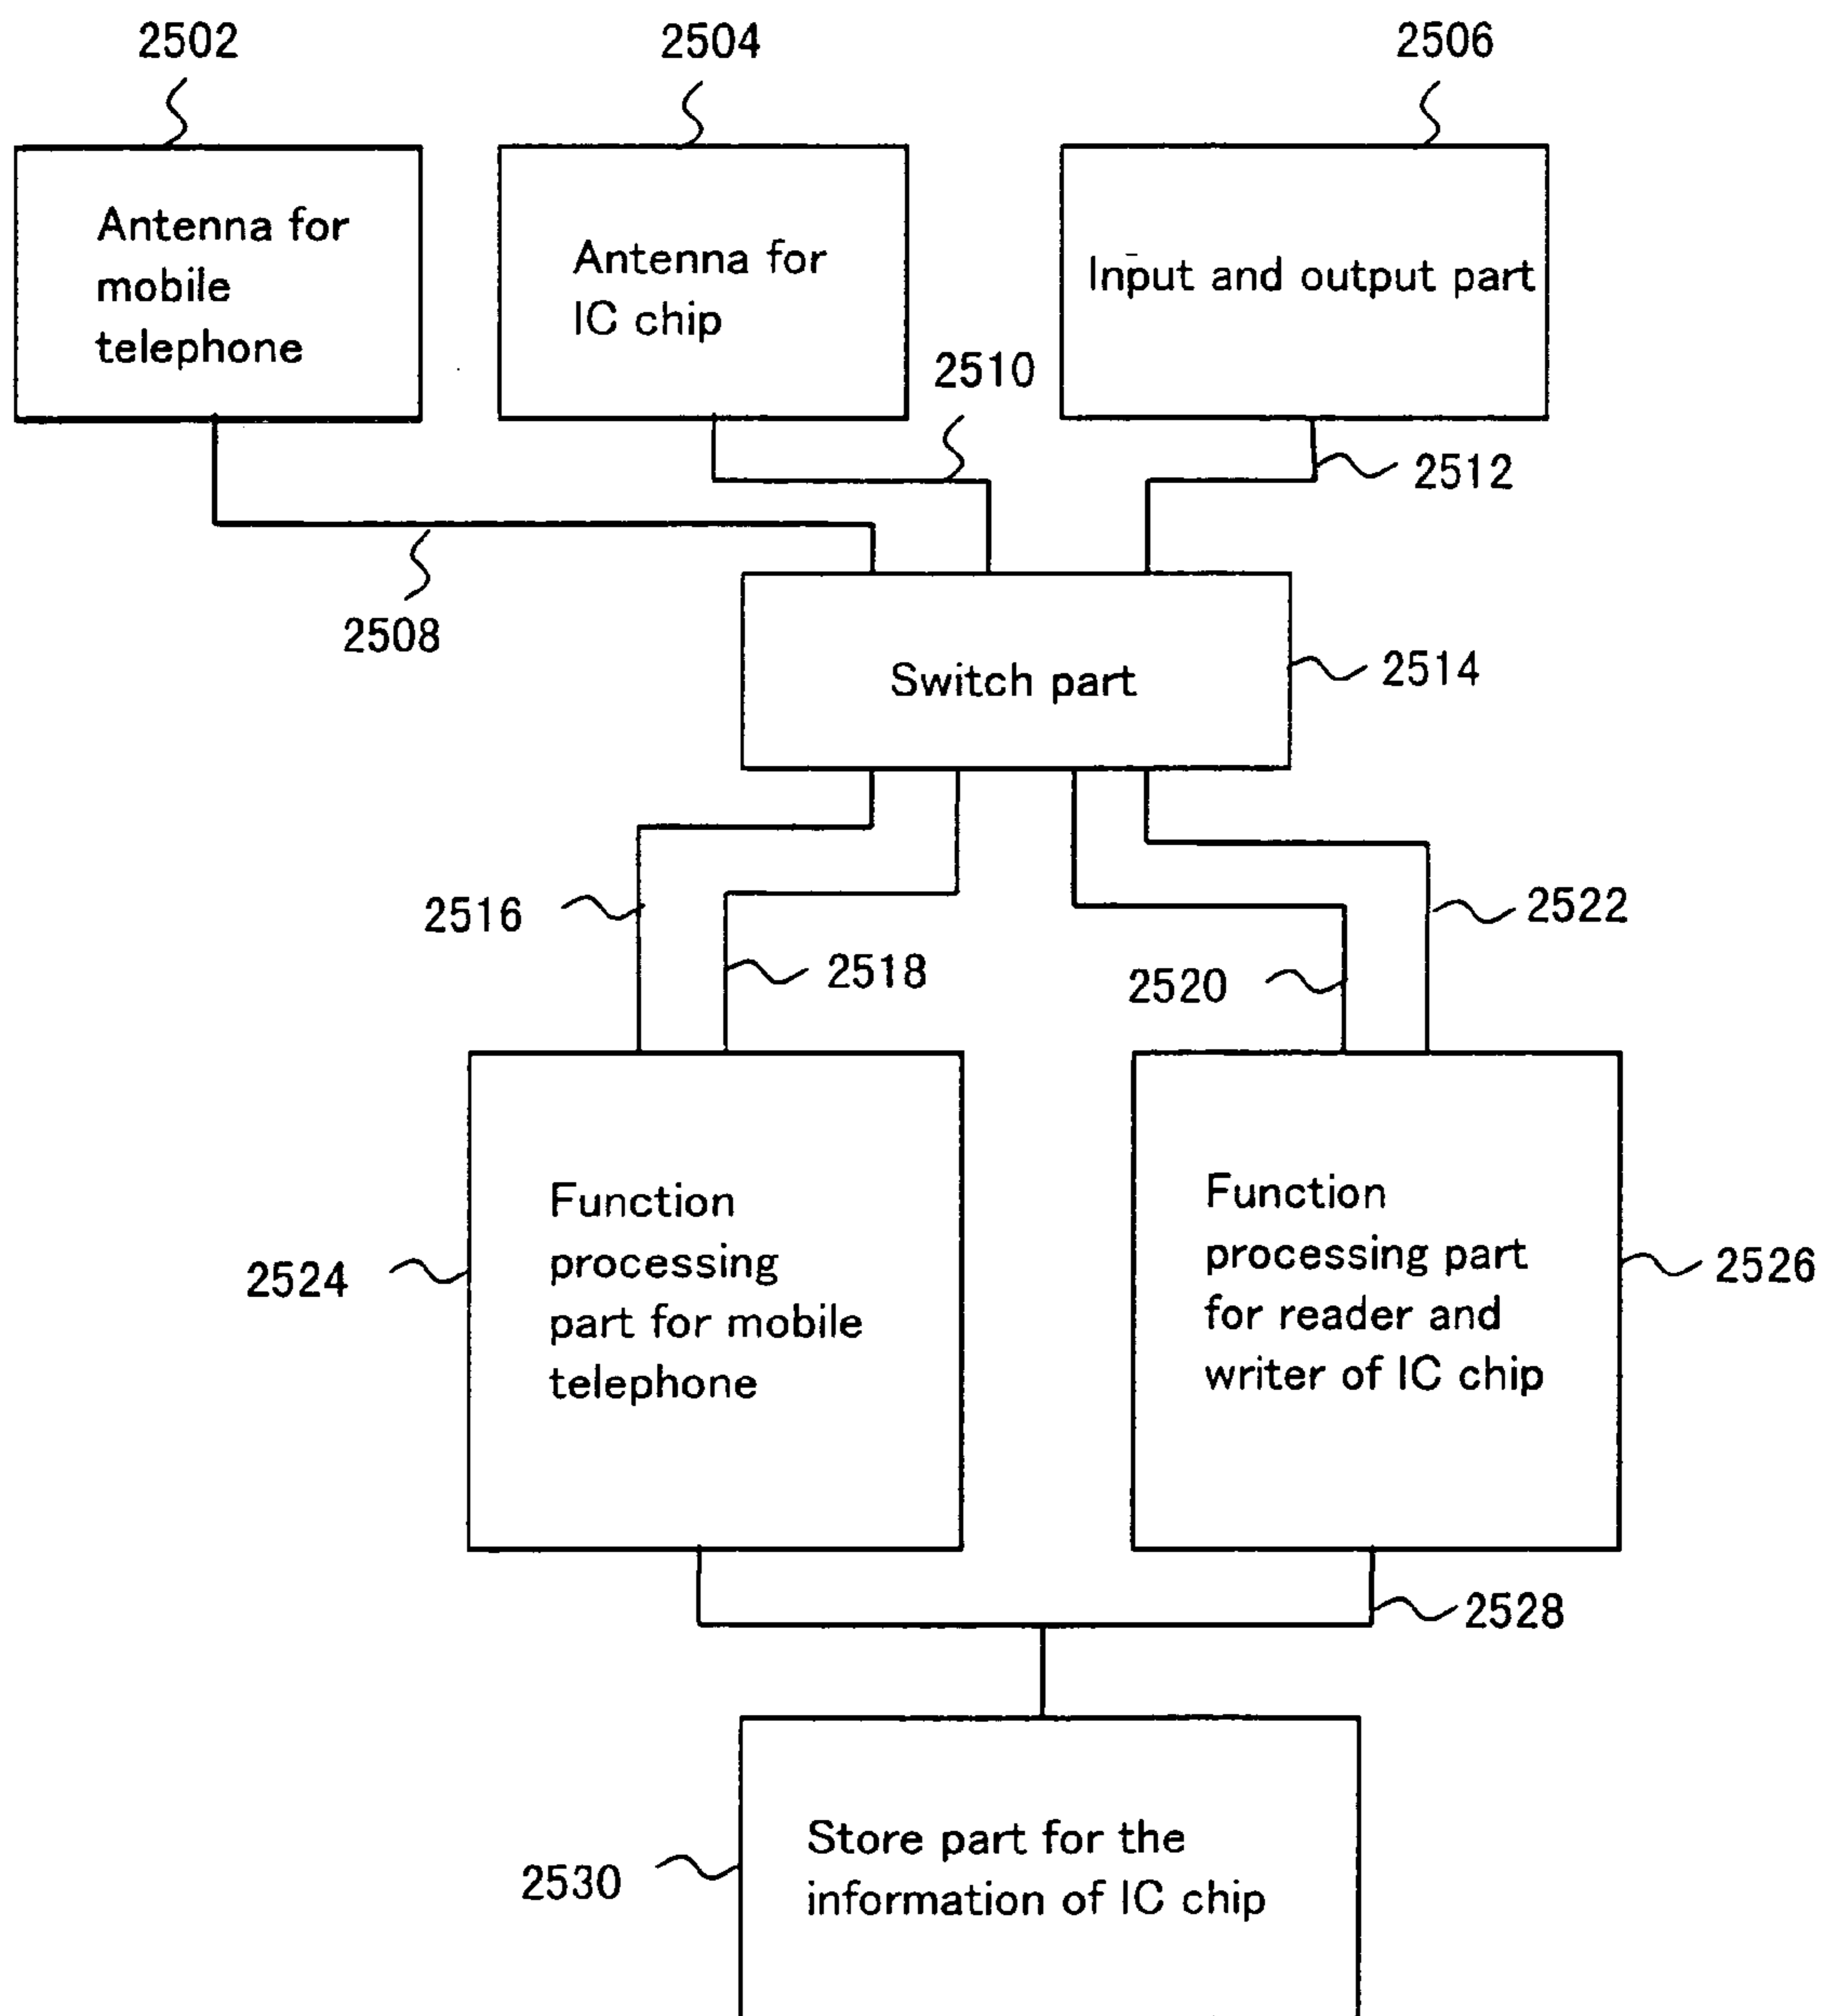 2502
2504
2506
Antenna for
mobile
telephone
Antenna for
IC chip
Input and output part
2510
2512
2508
Switch part
2514
2516
2522
2518
2520
Function
processing
part for mobile
telephone
Function
processing part
for reader and
writer of IC chip
2524
2526
2528
Store part for the
information of IC chip
2530